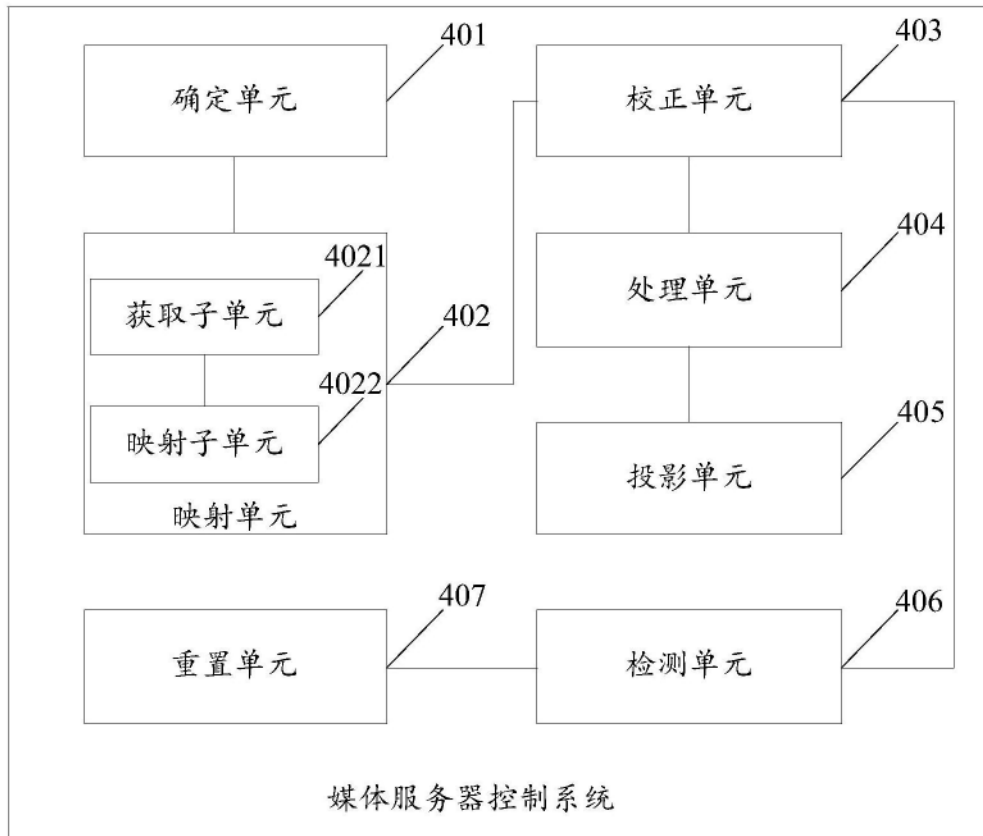 401
确定单元
403
校正单元
4021
获取子单元
402
4022
映射子单元
映射单元
404
处理单元
405
投影单元
407
重置单元
406
检测单元
媒体服务器控制系统